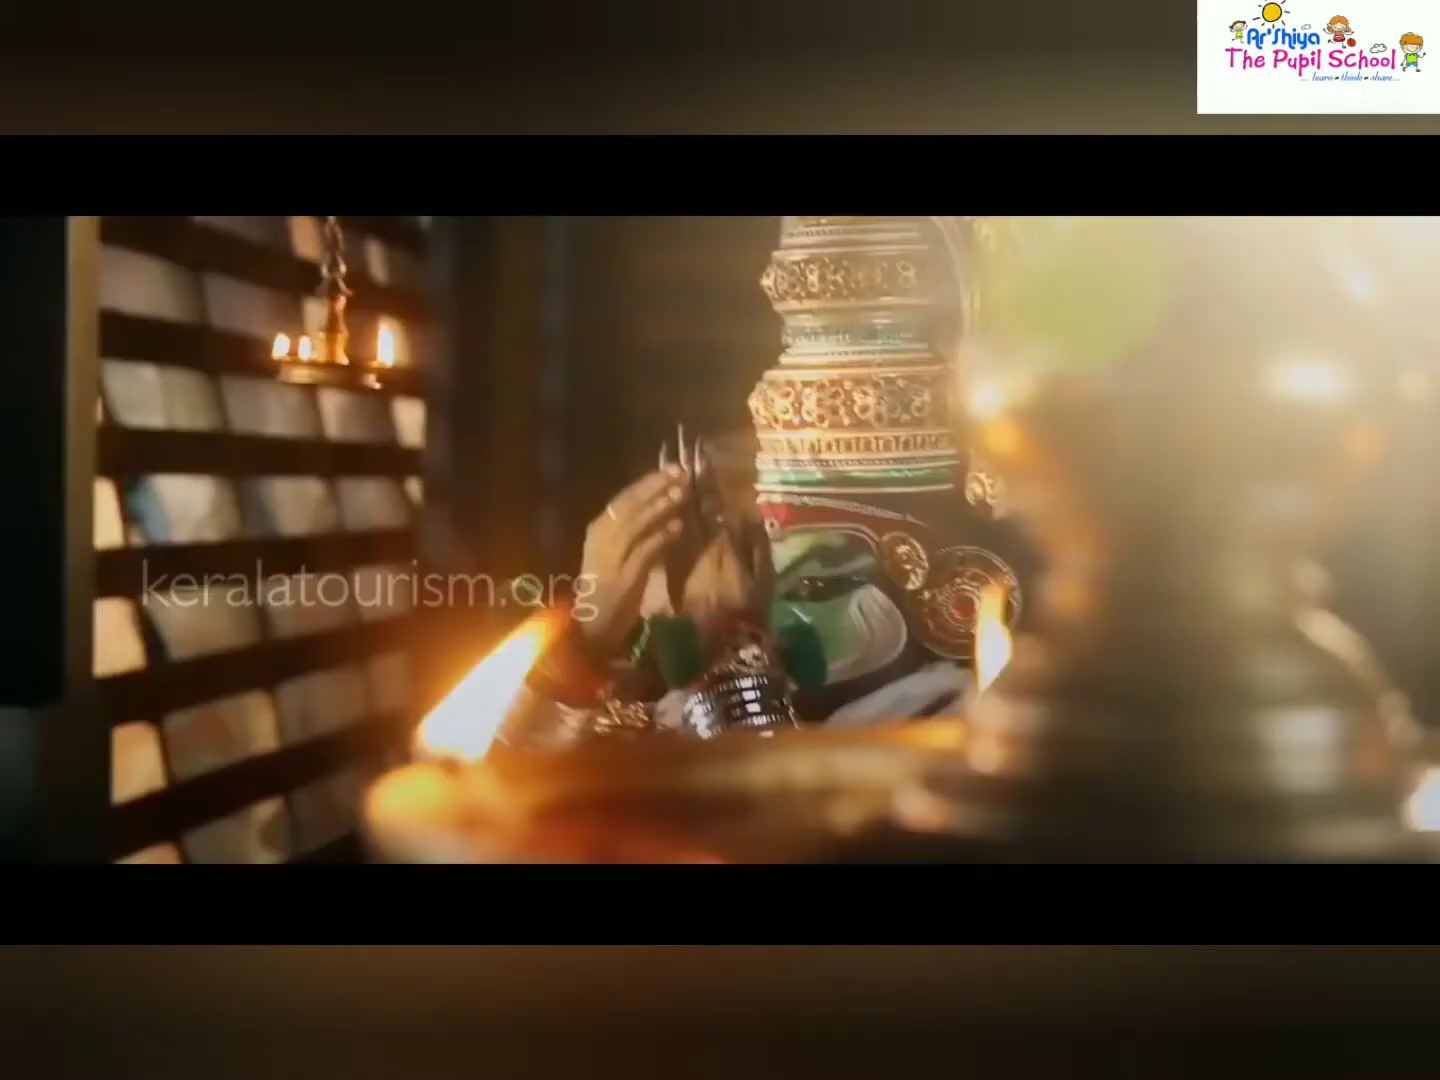 Ar'Shiya
The Pupil School
... learn - think - share...
keralatourism.org